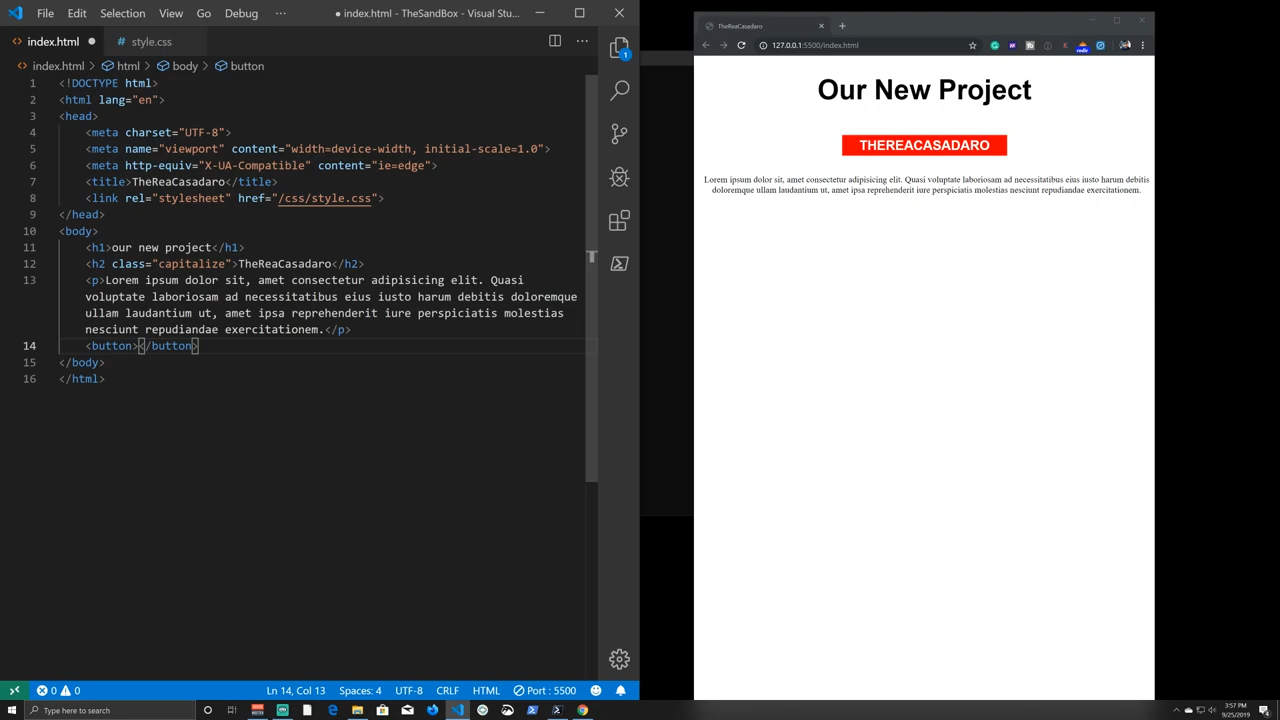 File Edit Selection View Go Debug ··· ● index.html - TheSandBox - Visual Stu...
index.html ● style.css ···
index.html > html > body > button
1 <!DOCTYPE html>
2 <html lang="en">
3 <head>
4 <meta charset="UTF-8">
5 <meta name="viewport" content="width=device-width, initial-scale=1.0">
6 <meta http-equiv="X-UA-Compatible" content="ie=edge">
7 <title>TheReaCasadaro</title>
8 <link rel="stylesheet" href="/css/style.css">
9 </head>
10 <body>
11 <h1>our new project</h1>
12 <h2 class="capitalize">TheReaCasadaro</h2>
13 <p>Lorem ipsum dolor sit, amet consectetur adipisicing elit. Quasi
voluptate laboriosam ad necessitatibus eius iusto harum debitis doloremque
ullam laudantium ut, amet ipsa reprehenderit iure perspiciatis molestias
nesciunt repudiandae exercitationem.</p>
14 <button></button>
15 </body>
16 </html>
1
0 0 Ln 14, Col 13 Spaces: 4 UTF-8 CRLF HTML Port : 5500
TheReaCasadaro
127.0.0.1:5500/index.html
Our New Project
THEREACASADARO
Lorem ipsum dolor sit, amet consectetur adipisicing elit. Quasi voluptate laboriosam ad necessitatibus eius iusto harum debitis
doloremque ullam laudantium ut, amet ipsa reprehenderit iure perspiciatis molestias nesciunt repudiandae exercitationem.
Type here to search
3:57 PM
9/25/2019